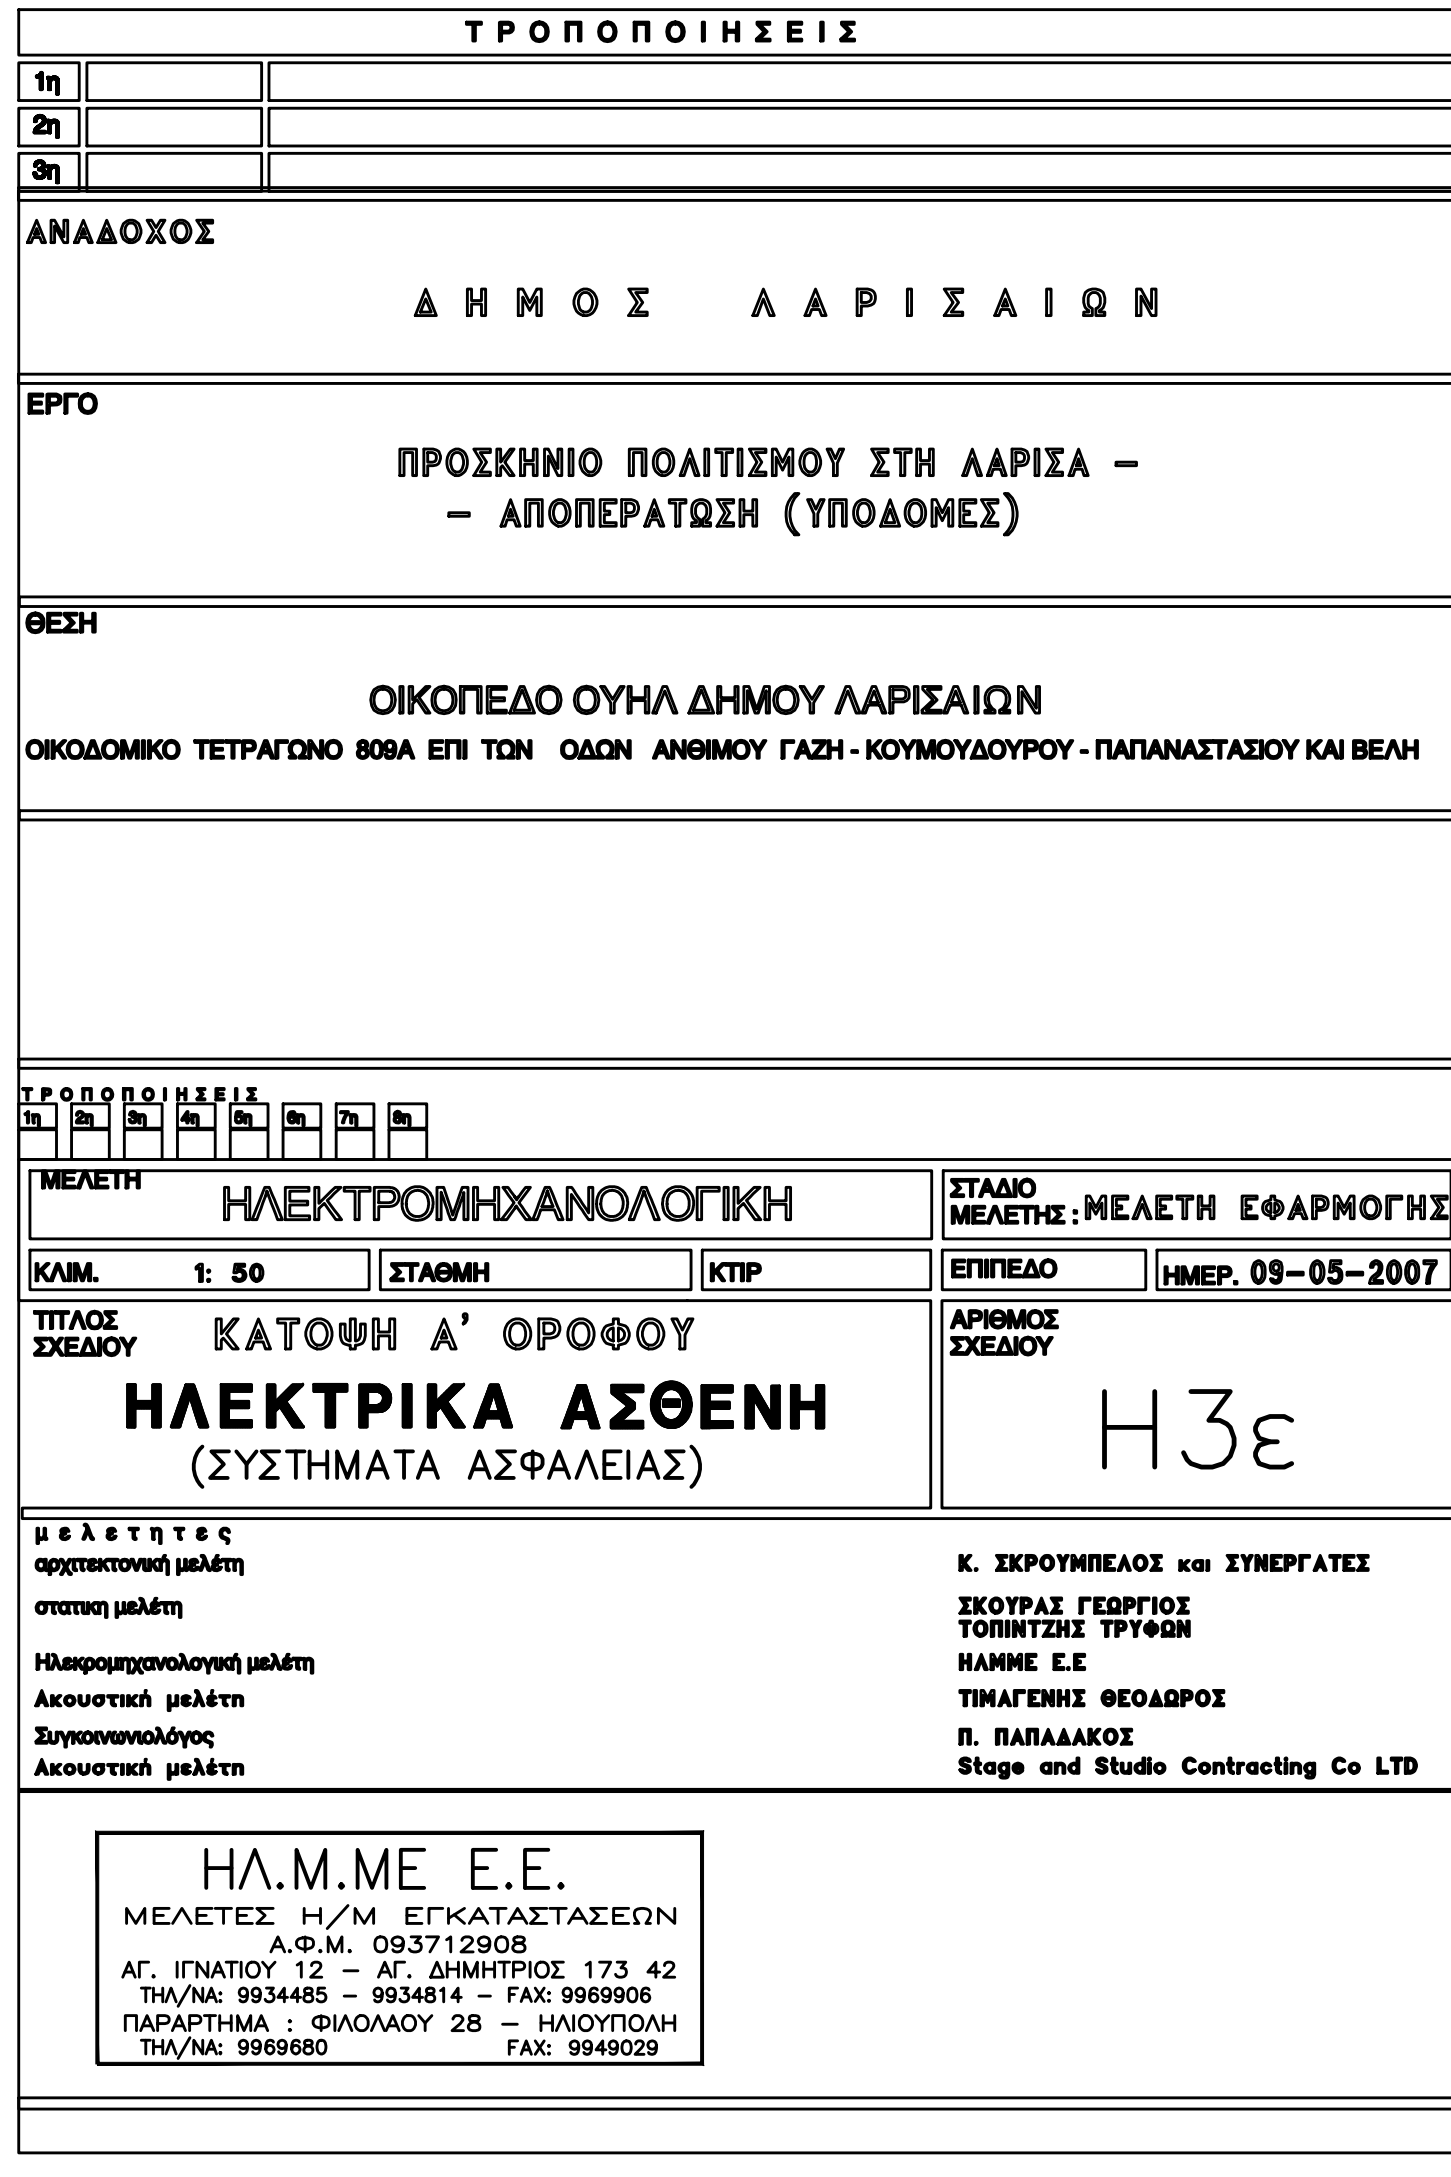 ΤΡΟΠΟΠΟΙΗΣΕΙΣ
1η
2η
3η
ΑΝΑΔΟΧΟΣ
ΔΗΜΟΣ ΛΑΡΙΣΑΙΩΝ
ΕΡΓΟ
ΠΡΟΣΚΗΝΙΟ ΠΟΛΙΤΙΣΜΟΥ ΣΤΗ ΛΑΡΙΣΑ –
– ΑΠΟΠΕΡΑΤΩΣΗ (ΥΠΟΔΟΜΕΣ)
ΘΕΣΗ
ΟΙΚΟΠΕΔΟ ΟΥΗΛ ΔΗΜΟΥ ΛΑΡΙΣΑΙΩΝ
ΟΙΚΟΔΟΜΙΚΟ ΤΕΤΡΑΓΩΝΟ 809Α ΕΠΙ ΤΩΝ ΟΔΩΝ ΑΝΘΙΜΟΥ ΓΑΖΗ - ΚΟΥΜΟΥΔΟΥΡΟΥ - ΠΑΠΑΝΑΣΤΑΣΙΟΥ ΚΑΙ ΒΕΛΗ
ΤΡΟΠΟΠΟΙΗΣΕΙΣ
1η 2η 3η 4η 5η 6η 7η 8η
ΜΕΛΕΤΗ ΗΛΕΚΤΡΟΜΗΧΑΝΟΛΟΓΙΚΗ
ΣΤΑΔΙΟ
ΜΕΛΕΤΗΣ : ΜΕΛΕΤΗ ΕΦΑΡΜΟΓΗΣ
ΚΛΙΜ. 1: 50 ΣΤΑΘΜΗ ΚΤΙΡ ΕΠΙΠΕΔΟ ΗΜΕΡ. 09–05–2007
ΤΙΤΛΟΣ
ΣΧΕΔΙΟΥ
ΚΑΤΟΨΗ Α' ΟΡΟΦΟΥ
ΗΛΕΚΤΡΙΚΑ ΑΣΘΕΝΗ
(ΣΥΣΤΗΜΑΤΑ ΑΣΦΑΛΕΙΑΣ)
ΑΡΙΘΜΟΣ
ΣΧΕΔΙΟΥ
Η3ε
μελετητες
αρχιτεκτονική μελέτη Κ. ΣΚΡΟΥΜΠΕΛΟΣ και ΣΥΝΕΡΓΑΤΕΣ
στατικη μελέτη ΣΚΟΥΡΑΣ ΓΕΩΡΓΙΟΣ
ΤΟΠΙΝΤΖΗΣ ΤΡΥΦΩΝ
Ηλεκρομηχανολογική μελέτη ΗΛΜΜΕ Ε.Ε
Ακουστική μελέτη ΤΙΜΑΓΕΝΗΣ ΘΕΟΔΩΡΟΣ
Συγκοινωνιολόγος Π. ΠΑΠΑΔΑΚΟΣ
Ακουστική μελέτη Stage and Studio Contracting Co LTD
ΗΛ.Μ.ΜΕ Ε.Ε.
ΜΕΛΕΤΕΣ Η/Μ ΕΓΚΑΤΑΣΤΑΣΕΩΝ
Α.Φ.Μ. 093712908
ΑΓ. ΙΓΝΑΤΙΟΥ 12 – ΑΓ. ΔΗΜΗΤΡΙΟΣ 173 42
ΤΗΛ/ΝΑ: 9934485 – 9934814 – FAX: 9969906
ΠΑΡΑΡΤΗΜΑ : ΦΙΛΟΛΑΟΥ 28 – ΗΛΙΟΥΠΟΛΗ
ΤΗΛ/ΝΑ: 9969680 FAX: 9949029